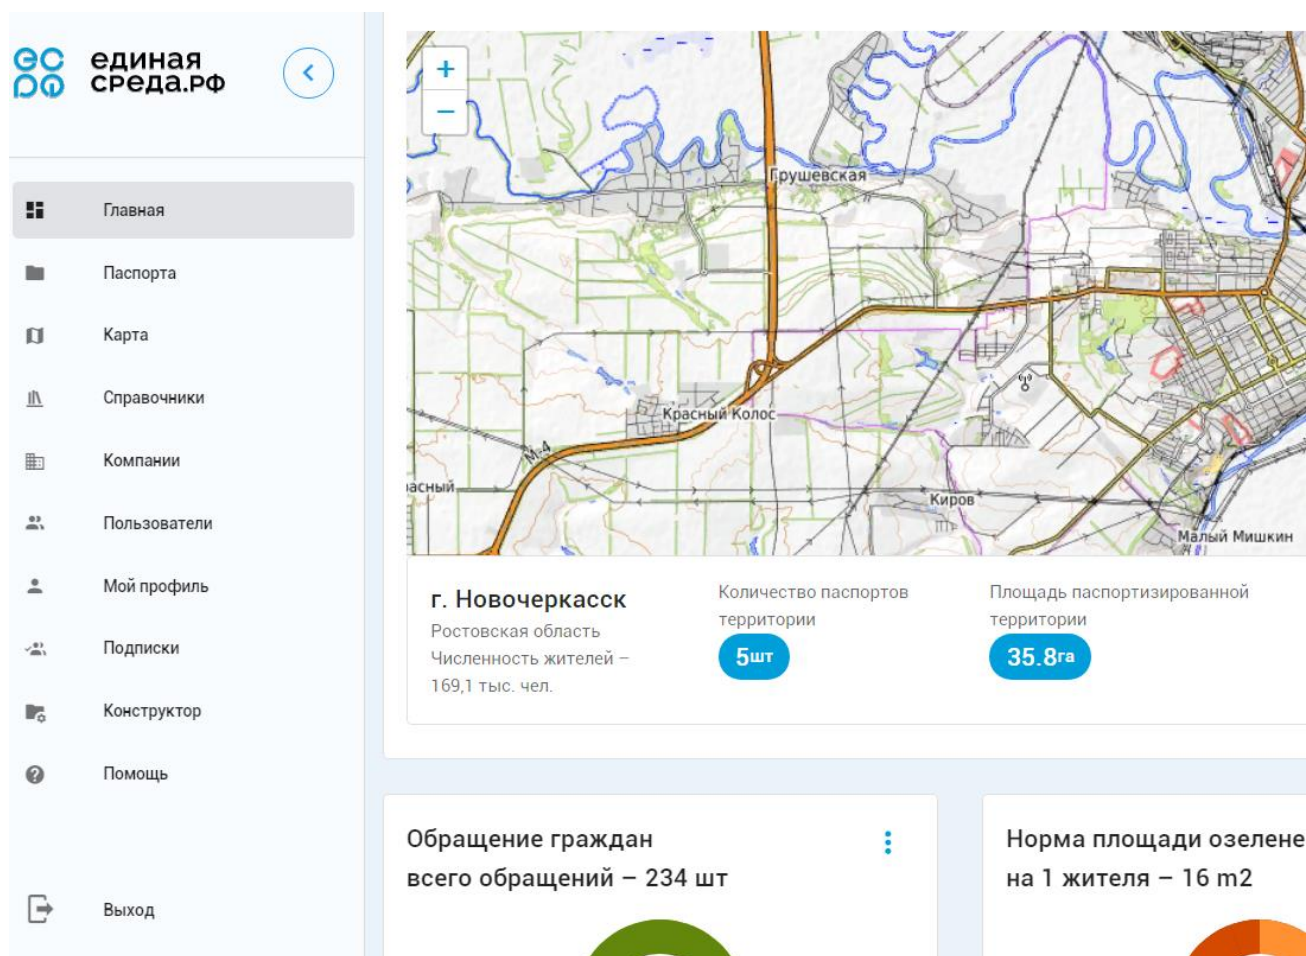 единая
среда.рф
Главная
Паспорта
Карта
Справочники
Компании
Пользователи
Мой профиль
Подписки
Конструктор
Помощь
Выход
+
−
Грушевская
Красный Колос
М-4
асный
Киров
Малый Мишкин
г. Новочеркасск
Ростовская область
Численность жителей –
169,1 тыс. чел.
Количество паспортов
территории
5шт
Площадь паспортизированной
территории
35.8га
Обращение граждан
всего обращений – 234 шт
Норма площади озелене
на 1 жителя – 16 m2